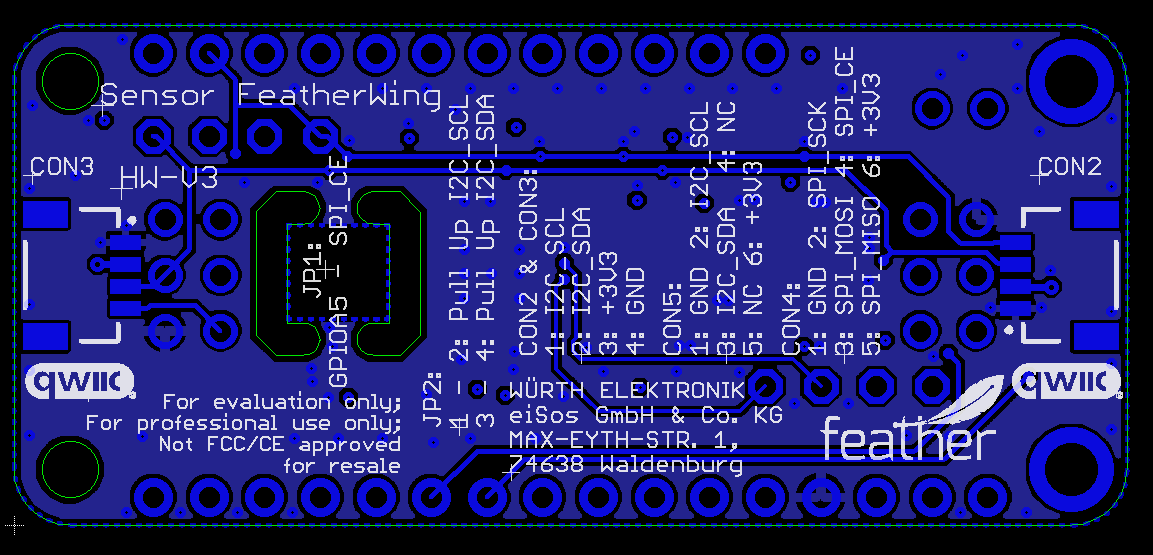 Sensor FeatherWing
CON3
HW-V3
CON2
JP1:
GPIOA5 - SPI_CE
JP2:
1 - 2: Pull Up I2C_SCL
3 - 4: Pull Up I2C_SDA
CON2 & CON3:
1: I2C_SCL
2: I2C_SDA
3: +3V3
4: GND
CON5:
1: GND 2: I2C_SCL
3: I2C_SDA 4: NC
5: NC 6: +3V3
CON4:
1: GND 2: SPI_SCK
3: SPI_MOSI 4: SPI_CE
5: SPI_MISO 6: +3V3
qwiic
qwiic
For evaluation only;
For professional use only;
Not FCC/CE approved
for resale
WÜRTH ELEKTRONIK
eiSos GmbH & Co. KG
MAX-EYTH-STR. 1,
74638 Waldenburg
feather